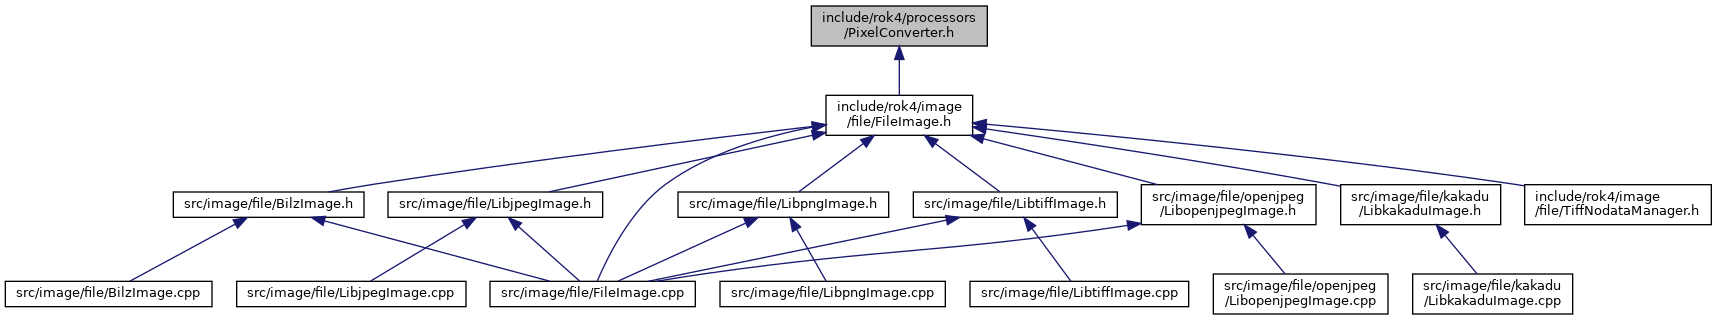 include/rok4/processors
/PixelConverter.h
include/rok4/image
/file/FileImage.h
src/image/file/BilzImage.h
src/image/file/LibjpegImage.h
src/image/file/LibpngImage.h
src/image/file/LibtiffImage.h
src/image/file/openjpeg
/LibopenjpegImage.h
src/image/file/kakadu
/LibkakaduImage.h
include/rok4/image
/file/TiffNodataManager.h
src/image/file/BilzImage.cpp
src/image/file/LibjpegImage.cpp
src/image/file/FileImage.cpp
src/image/file/LibpngImage.cpp
src/image/file/LibtiffImage.cpp
src/image/file/openjpeg
/LibopenjpegImage.cpp
src/image/file/kakadu
/LibkakaduImage.cpp